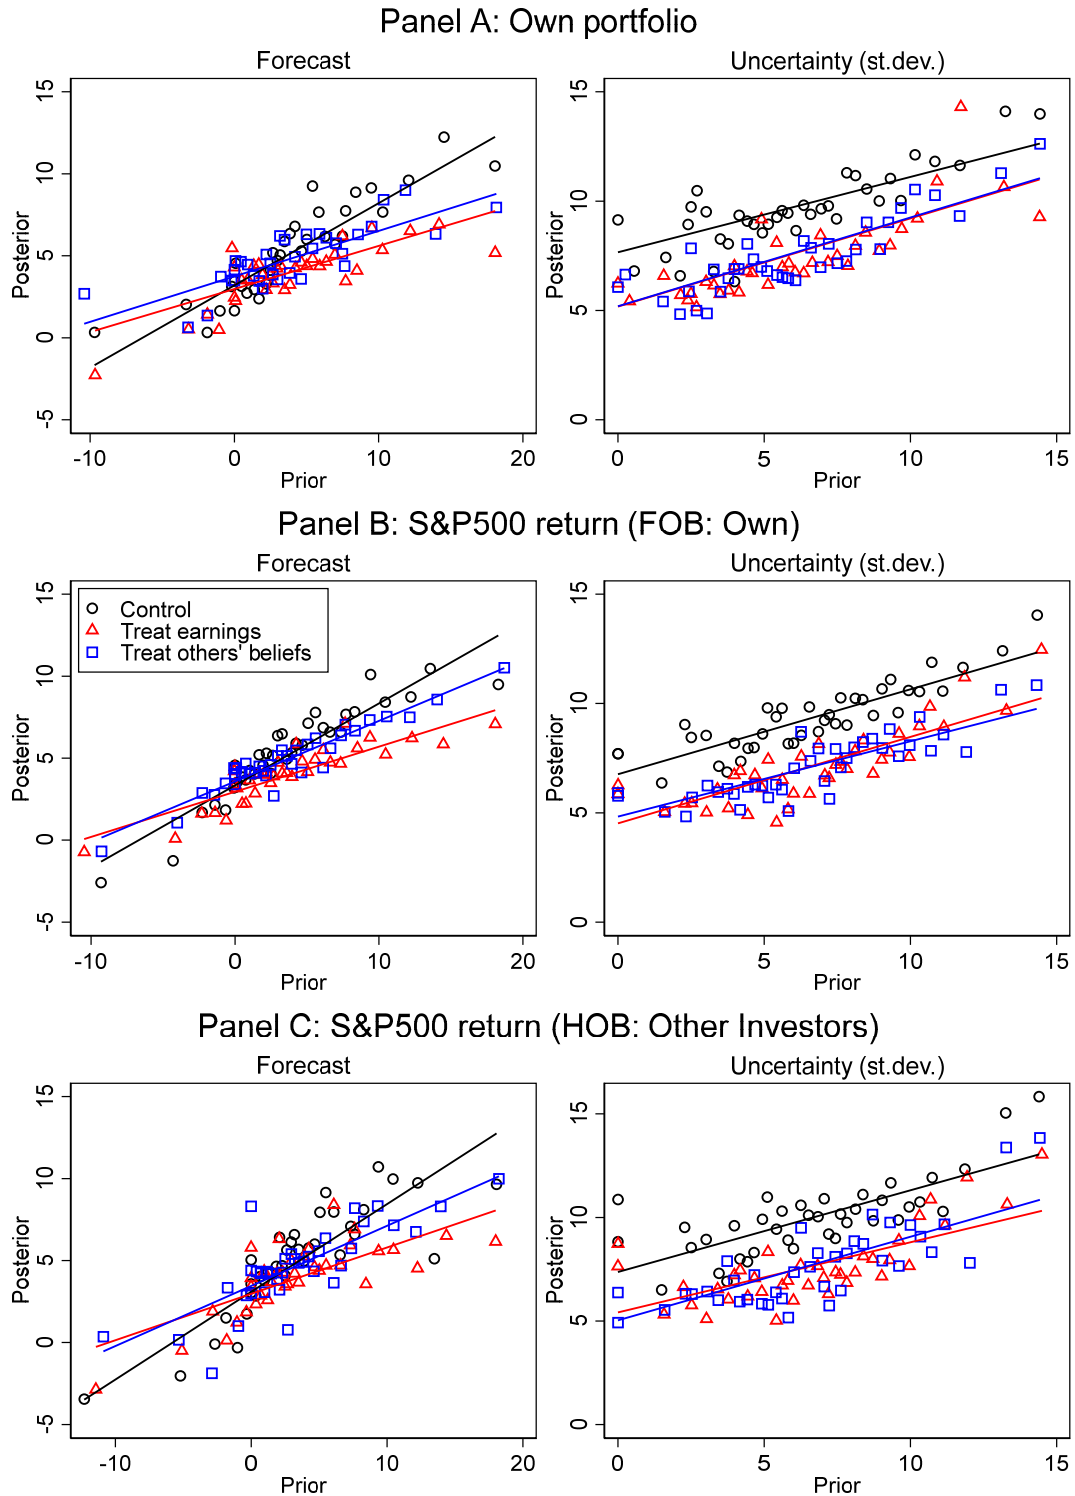 Panel A: Own portfolio
Forecast
Uncertainty (st.dev.)
Posterior
15
10
5
0
-5
-10 0 10 20
Prior
Posterior
15
10
5
0
0 5 10 15
Prior
Panel B: S&P500 return (FOB: Own)
Forecast
Uncertainty (st.dev.)
Control
Treat earnings
Treat others' beliefs
Posterior
15
10
5
0
-5
-10 0 10 20
Prior
Posterior
15
10
5
0
0 5 10 15
Prior
Panel C: S&P500 return (HOB: Other Investors)
Forecast
Uncertainty (st.dev.)
Posterior
15
10
5
0
-5
-10 0 10 20
Prior
Posterior
15
10
5
0
0 5 10 15
Prior